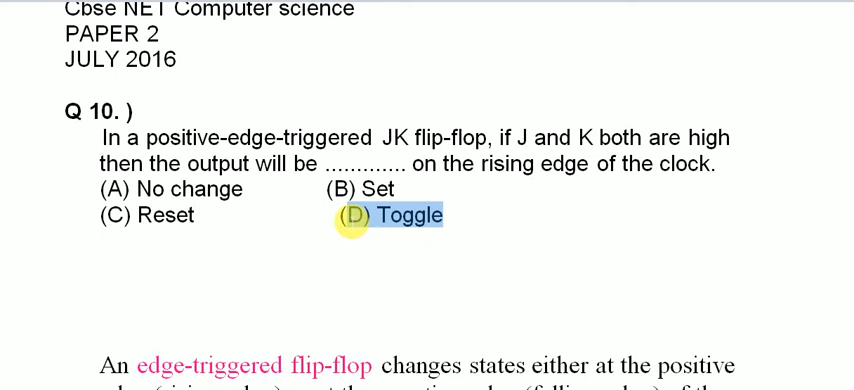 Cbse NET Computer science
PAPER 2
JULY 2016
Q 10. )
In a positive-edge-triggered JK flip-flop, if J and K both are high
then the output will be ............. on the rising edge of the clock.
(A) No change (B) Set
(C) Reset (D) Toggle
An edge-triggered flip-flop changes states either at the positive